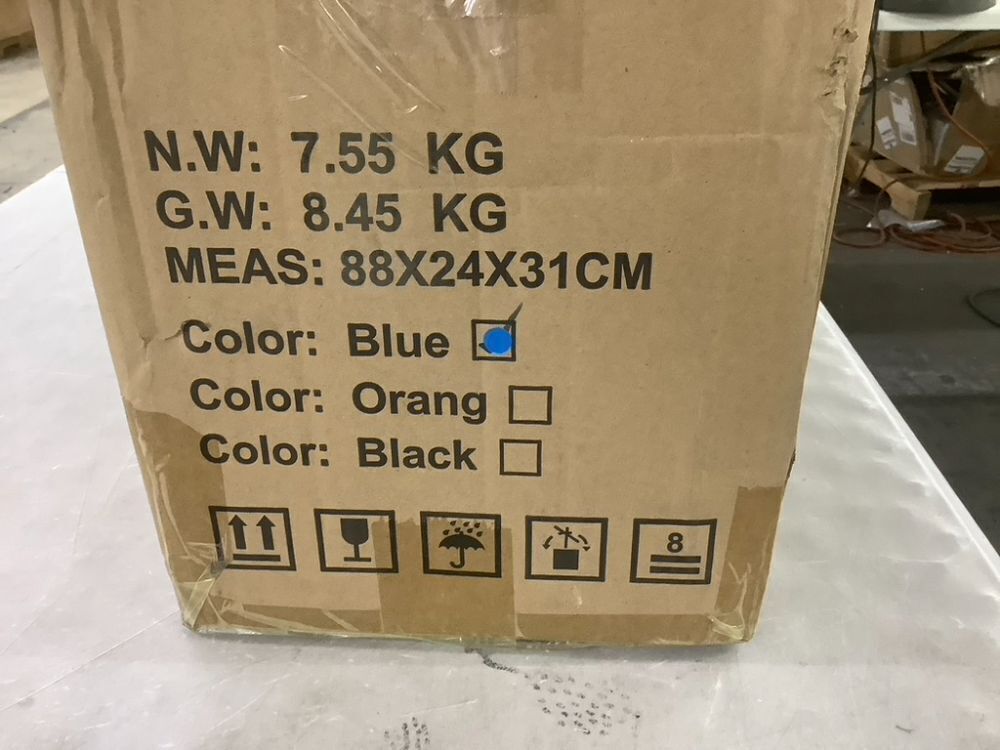 N.W: 7.55 KG
G.W: 8.45 KG
MEAS: 88X24X31CM
Color: Blue
Color: Orang
Color: Black
8